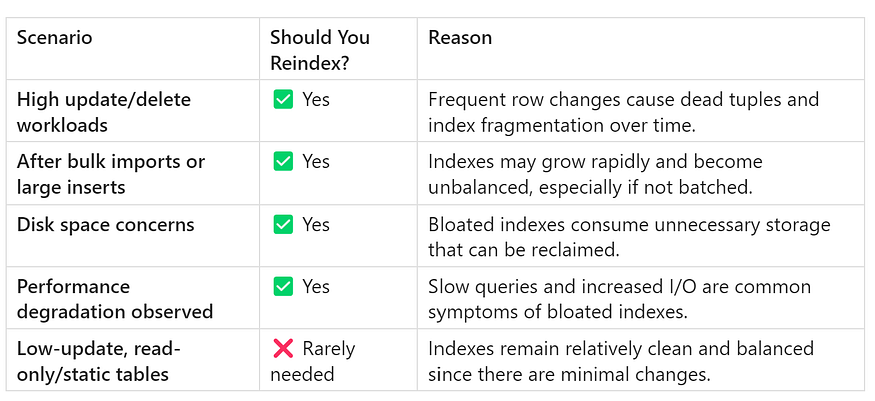 Scenario
Should You
Reindex?
Reason
High update/delete
workloads
✅ Yes
Frequent row changes cause dead tuples and
index fragmentation over time.
After bulk imports or
large inserts
✅ Yes
Indexes may grow rapidly and become
unbalanced, especially if not batched.
Disk space concerns
✅ Yes
Bloated indexes consume unnecessary storage
that can be reclaimed.
Performance
degradation observed
✅ Yes
Slow queries and increased I/O are common
symptoms of bloated indexes.
Low-update, read-
only/static tables
❌ Rarely
needed
Indexes remain relatively clean and balanced
since there are minimal changes.